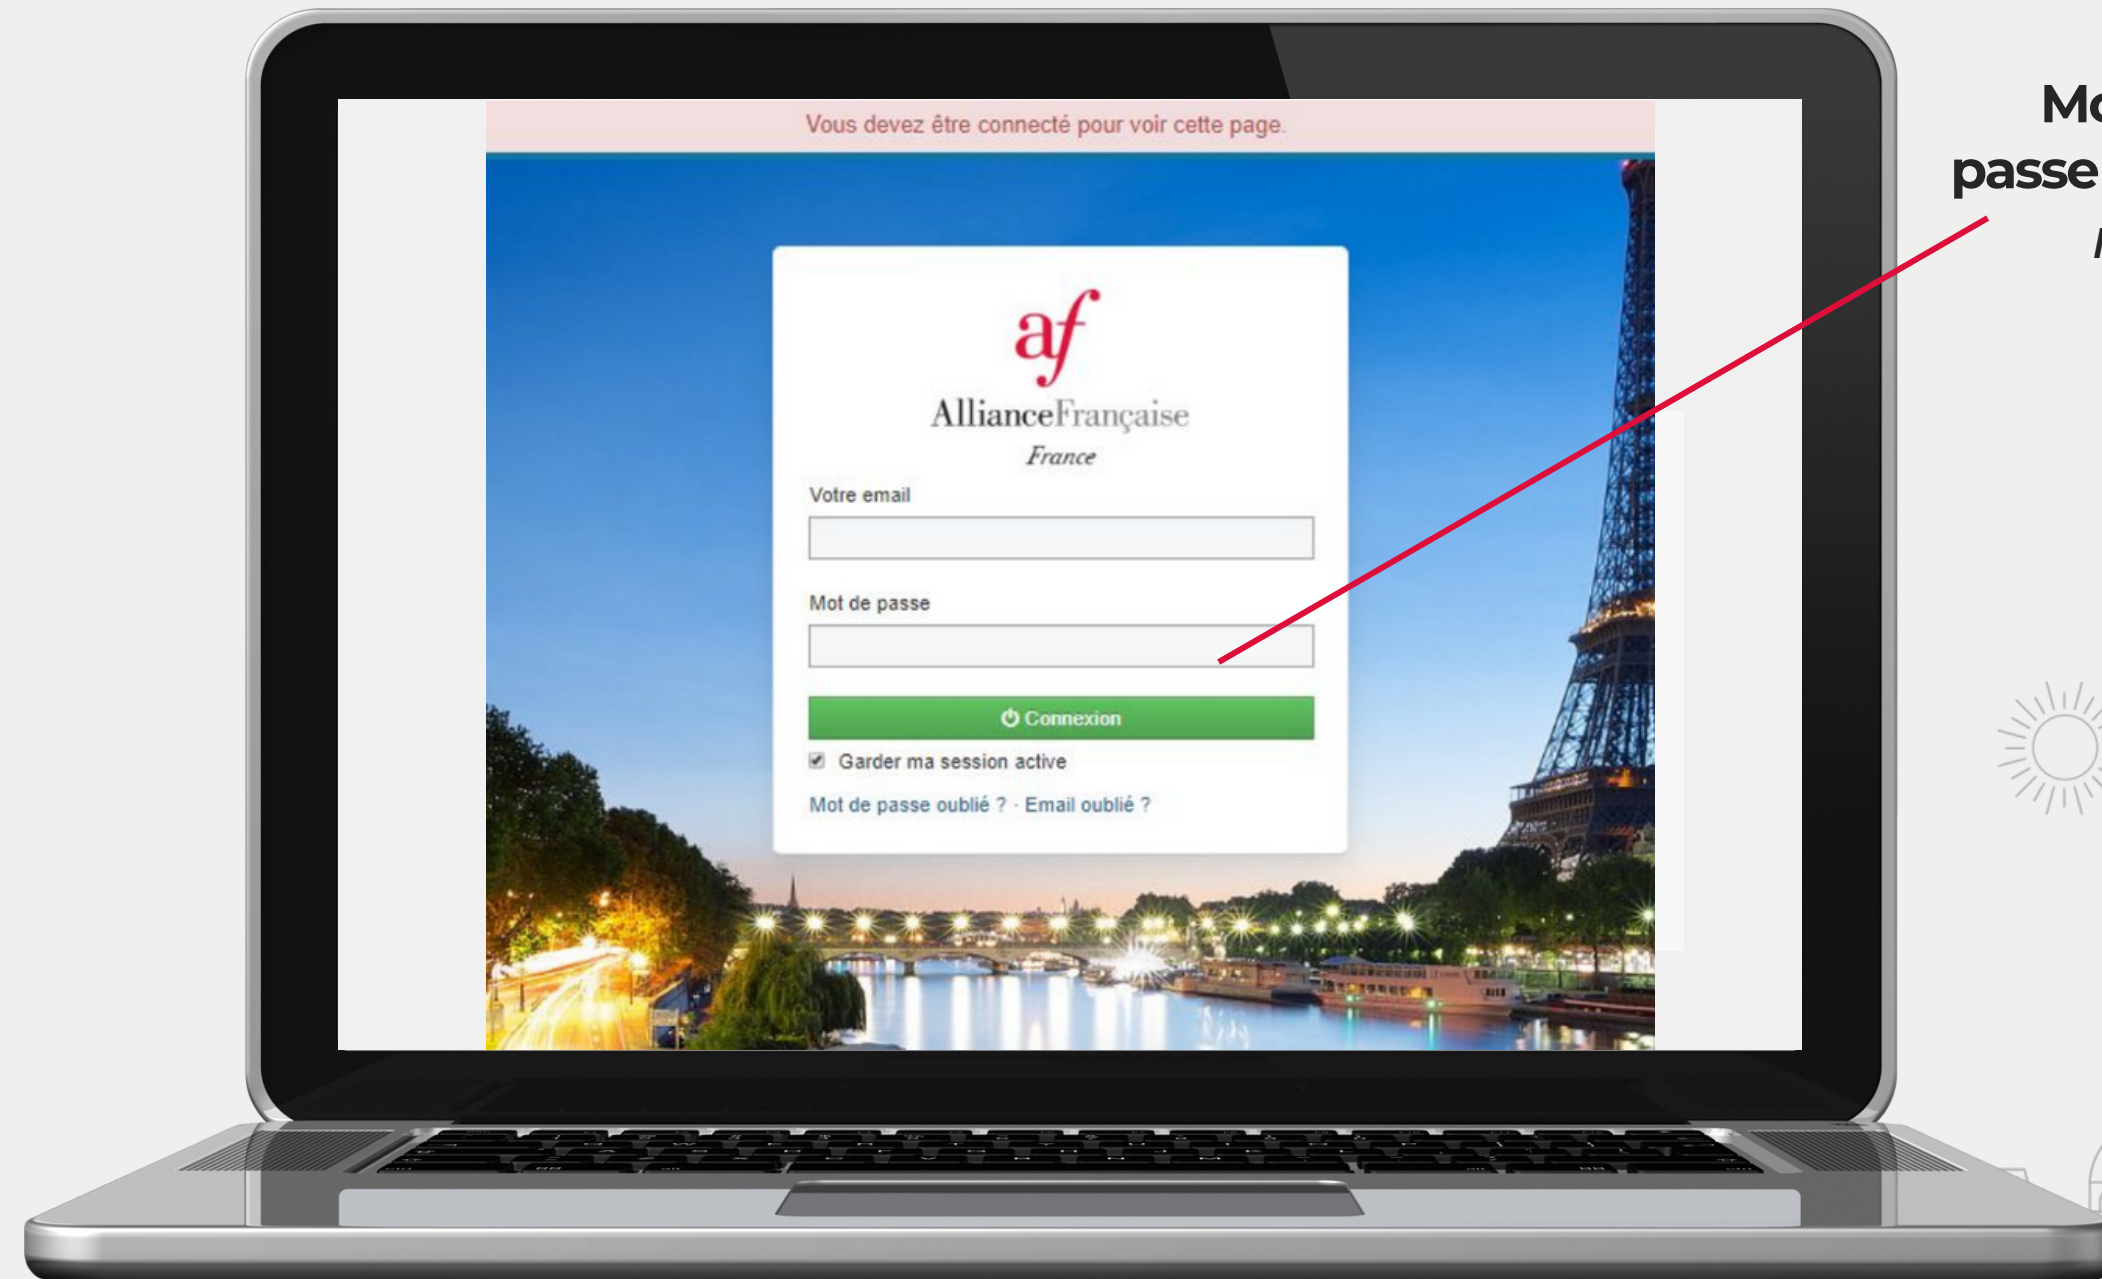 Vous devez être connecté pour voir cette page.
passe
af
AllianceFrançaise
France
Votre email
Mot de passe
Connexion
Garder ma session active
Mot de passe oublié ? · Email oublié ?